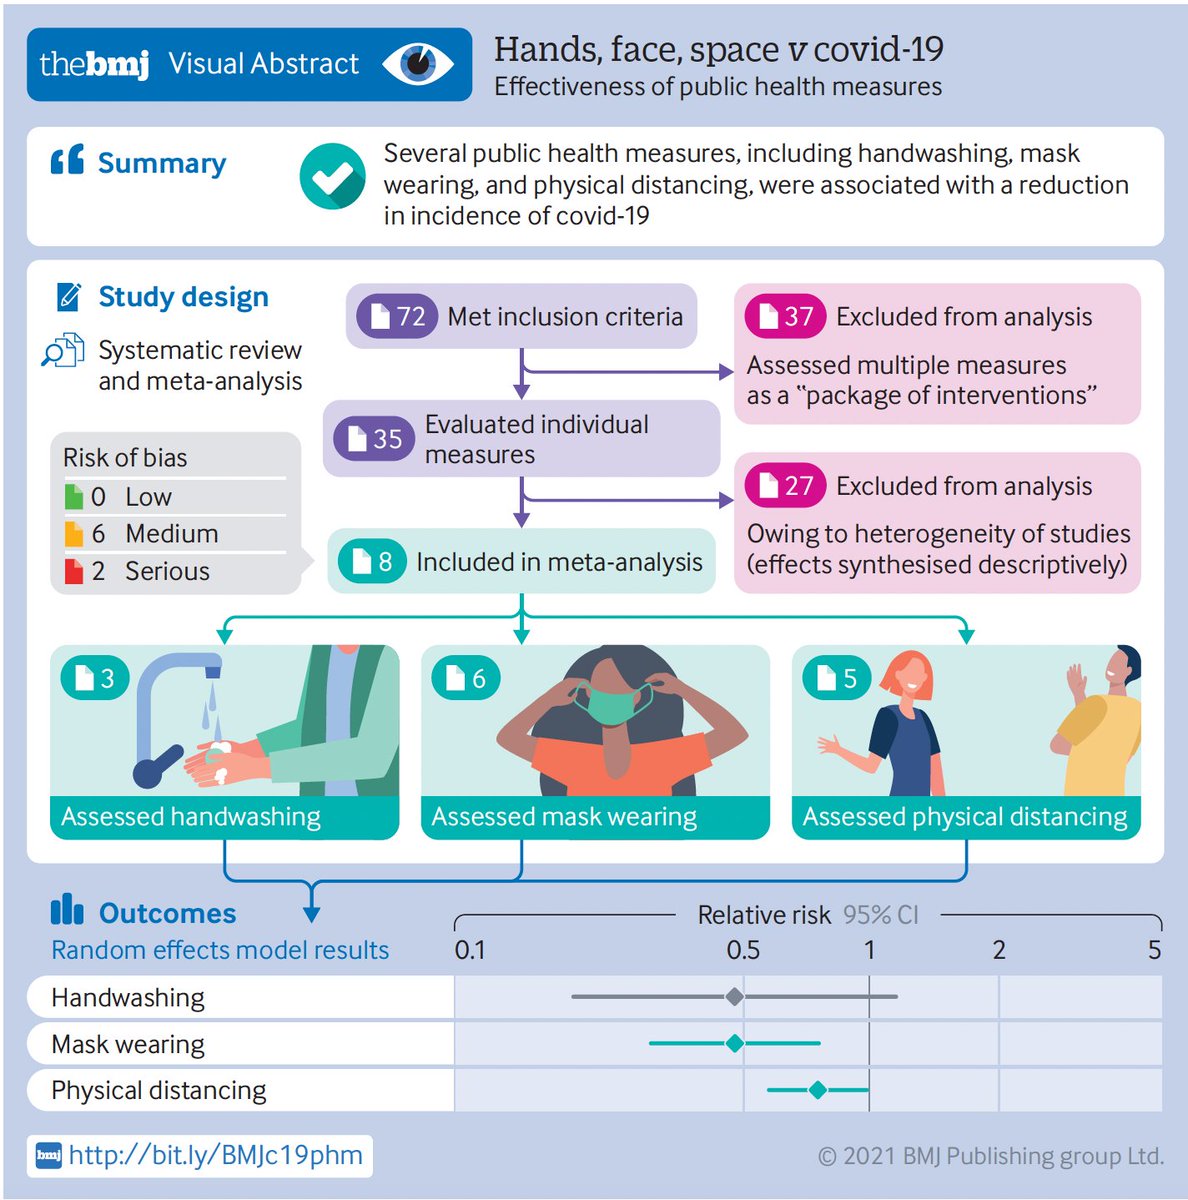 thebmj Visual Abstract
Hands, face, space v covid-19
Effectiveness of public health measures
Summary
Several public health measures, including handwashing, mask
wearing, and physical distancing, were associated with a reduction
in incidence of covid-19
Study design
Systematic review
and meta-analysis
72 Met inclusion criteria
37 Excluded from analysis
Assessed multiple measures
as a “package of interventions”
35 Evaluated individual
measures
27 Excluded from analysis
Owing to heterogeneity of studies
(effects synthesised descriptively)
Risk of bias
0 Low
6 Medium
2 Serious
8 Included in meta-analysis
3
Assessed handwashing
6
Assessed mask wearing
5
Assessed physical distancing
Outcomes
Random effects model results
Relative risk 95% CI
0.1 0.5 1 2 5
Handwashing
Mask wearing
Physical distancing
bmj http://bit.ly/BMJc19phm
© 2021 BMJ Publishing group Ltd.